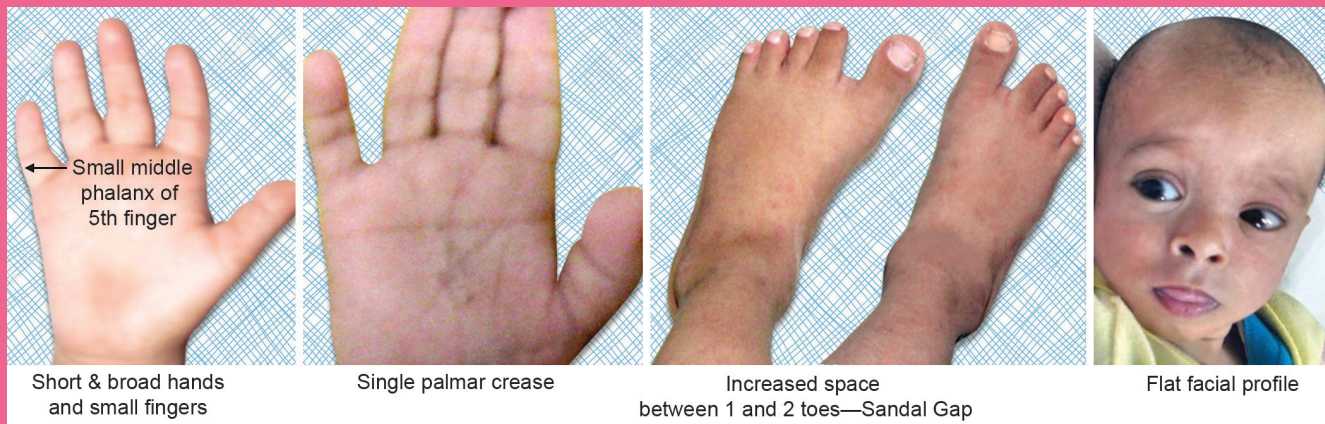 Small middle
phalanx of
5th finger
Short & broad hands
and small fingers
Single palmar crease
Increased space
between 1 and 2 toes—Sandal Gap
Flat facial profile